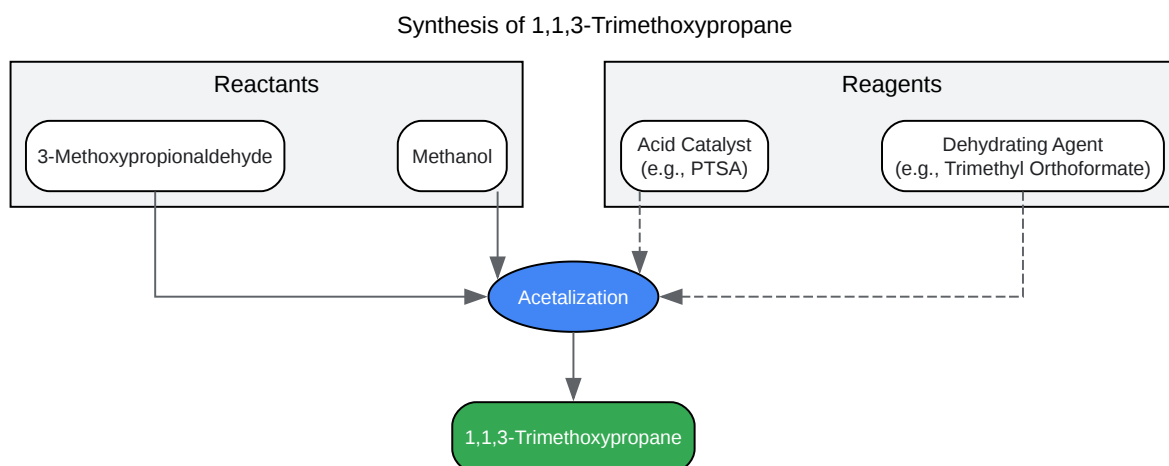 Synthesis of 1,1,3-Trimethoxypropane
Reactants
3-Methoxypropionaldehyde
Methanol
Reagents
Acid Catalyst
(e.g., PTSA)
Dehydrating Agent
(e.g., Trimethyl Orthoformate)
Acetalization
1,1,3-Trimethoxypropane